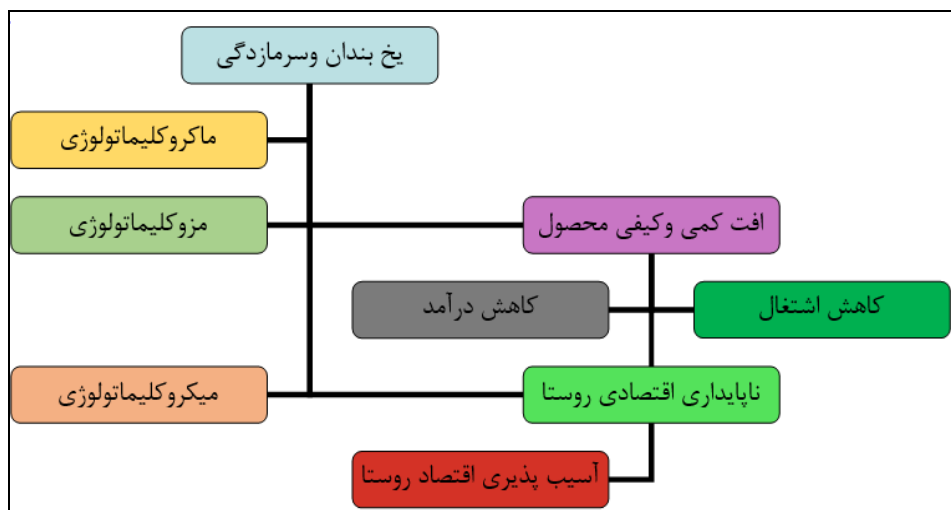 یخ بندان وسرمازدگی
ماکروکلیماتولوژی
افت کمی وکیفی محصول
مزوکلیماتولوژی
کاهش اشتغال
کاهش درآمد
ناپایداری اقتصادی روستا
میکروکلیماتولوژی
آسیب پذیری اقتصاد روستا